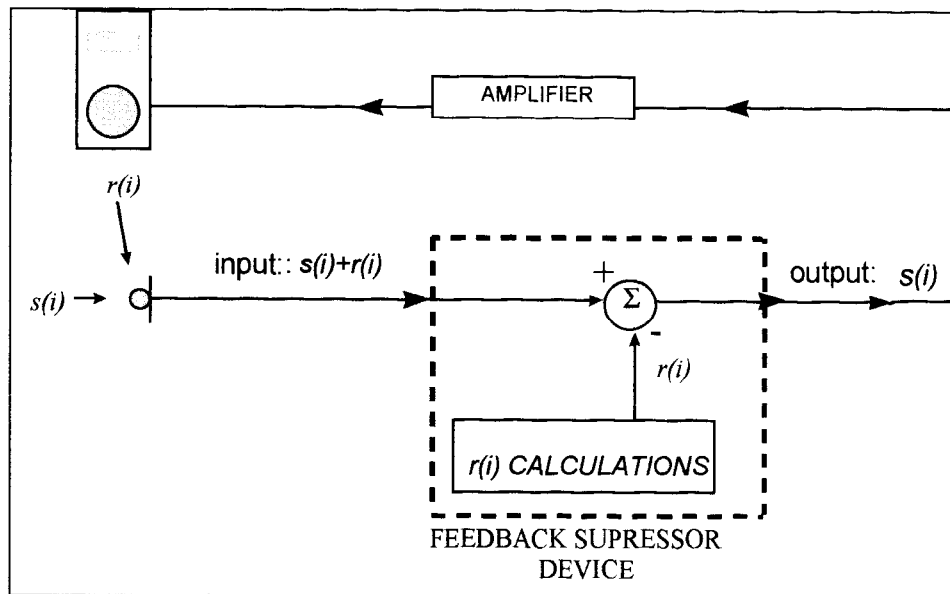 AMPLIFIER
r(i)
input:: s(i)+r(i)
+
Σ
output: s(i)
s(i)
-
r(i)
r(i) CALCULATIONS
FEEDBACK SUPRESSOR
DEVICE